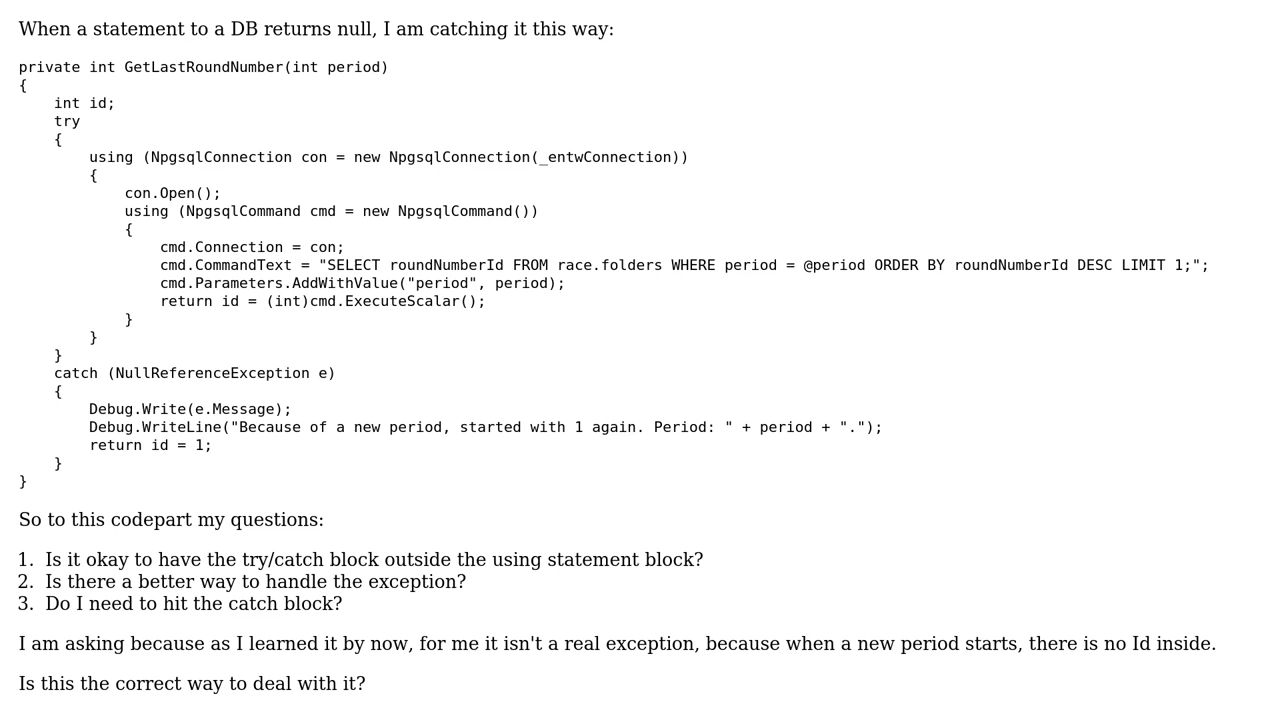 When a statement to a DB returns null, I am catching it this way:
private int GetLastRoundNumber(int period)
{
    int id;
    try
    {
        using (NpgsqlConnection con = new NpgsqlConnection(_entwConnection))
        {
            con.Open();
            using (NpgsqlCommand cmd = new NpgsqlCommand())
            {
                cmd.Connection = con;
                cmd.CommandText = "SELECT roundNumberId FROM race.folders WHERE period = @period ORDER BY roundNumberId DESC LIMIT 1;";
                cmd.Parameters.AddWithValue("period", period);
                return id = (int)cmd.ExecuteScalar();
            }
        }
    }
    catch (NullReferenceException e)
    {
        Debug.Write(e.Message);
        Debug.WriteLine("Because of a new period, started with 1 again. Period: " + period + ".");
        return id = 1;
    }
}
So to this codepart my questions:
1. Is it okay to have the try/catch block outside the using statement block?
2. Is there a better way to handle the exception?
3. Do I need to hit the catch block?
I am asking because as I learned it by now, for me it isn't a real exception, because when a new period starts, there is no Id inside.
Is this the correct way to deal with it?